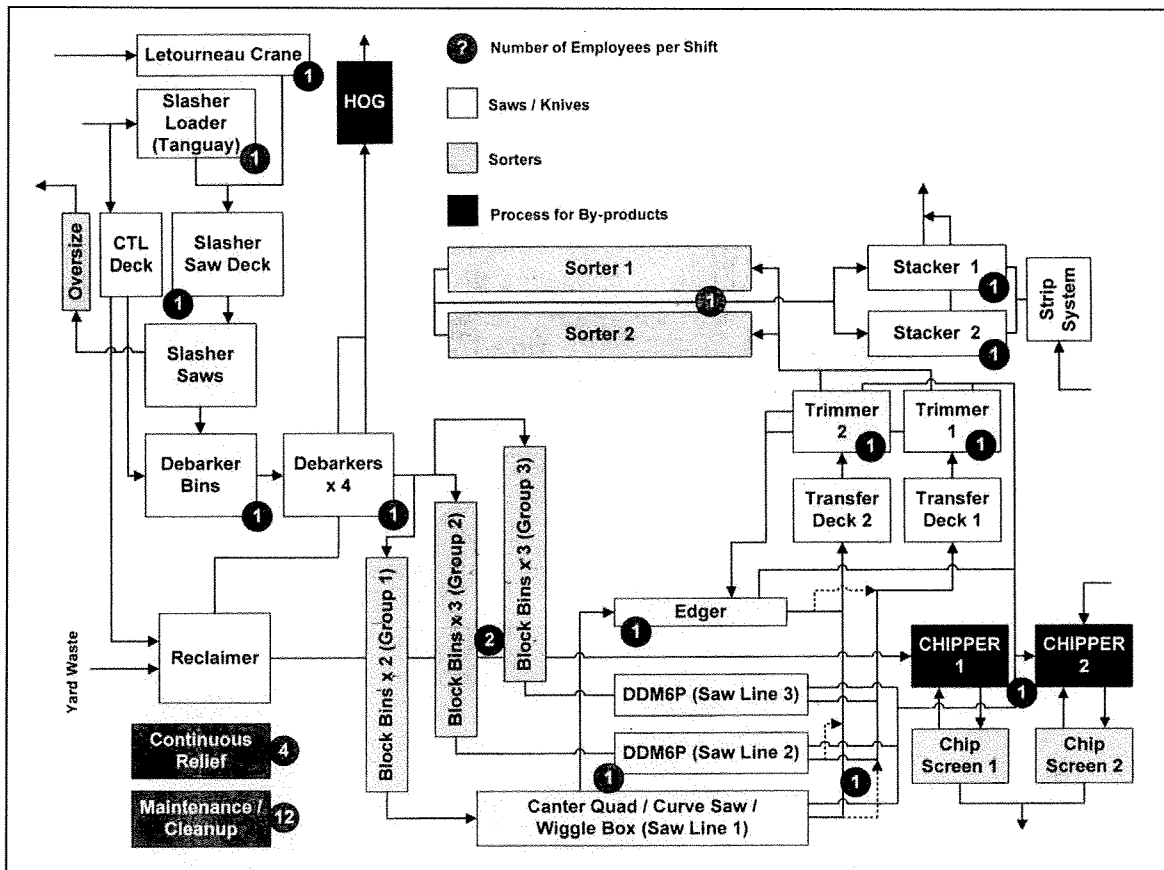 Letourneau Crane
1
Slasher
Loader
(Tanguay)
1
HOG
?
Number of Employees per Shift
Saws / Knives
Sorters
Process for By-products
Oversize
CTL
Deck
1
Slasher
Saw Deck
Slasher
Saws
Debarker
Bins
1
Debarkers
x 4
1
Sorter 1
1
Sorter 2
Stacker 1
1
Stacker 2
1
Strip
System
Trimmer
2
1
Trimmer
1
1
Transfer
Deck 2
Transfer
Deck 1
Block Bins x 2 (Group 1)
Block Bins x 3 (Group 2)
2
Block Bins x 3 (Group 3)
Edger
1
Yard Waste
Reclaimer
CHIPPER
1
CHIPPER
2
1
DDM6P (Saw Line 3)
DDM6P (Saw Line 2)
1
1
Chip
Screen 1
Chip
Screen 2
Continuous
Relief
4
Maintenance /
Cleanup
12
Canter Quad / Curve Saw /
Wiggle Box (Saw Line 1)